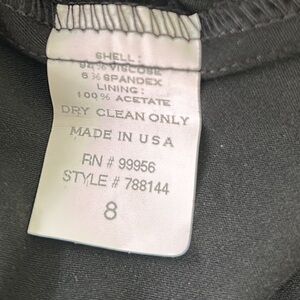 SHELL:
94% VISCOSE
6% SPANDEX
LINING:
100% ACETATE
DRY CLEAN ONLY
MADE IN USA
RN # 99956
STYLE # 788144
8